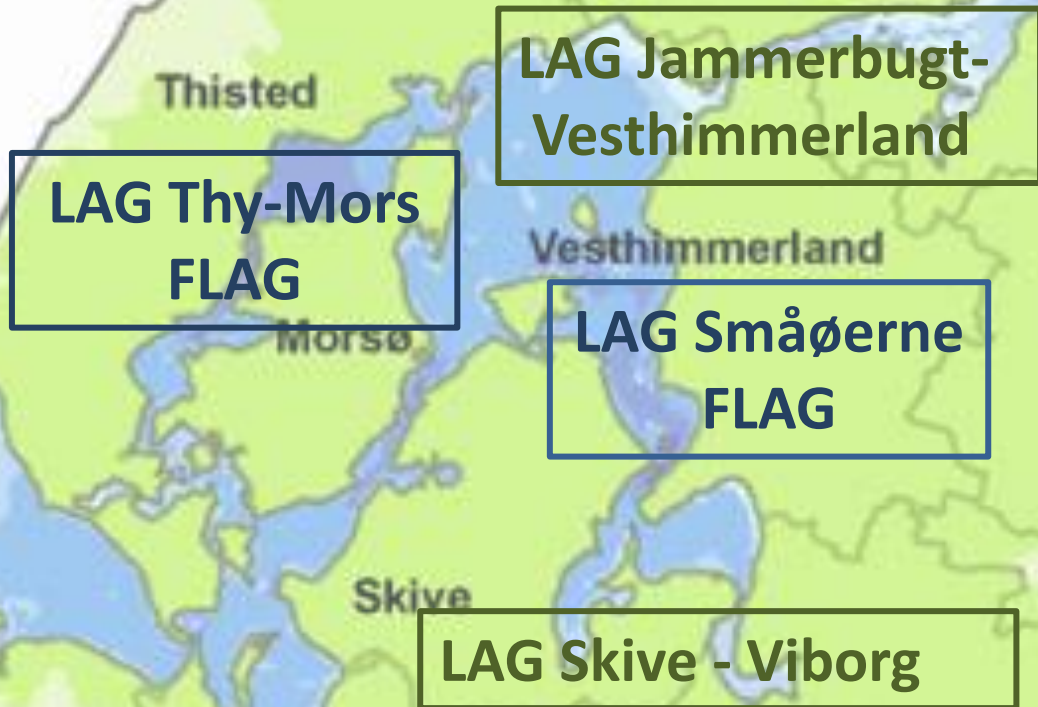 LAG Jammerbugt-
Vesthimmerland
Thisted
LAG Thy-Mors
FLAG
Vesthimmerland
Morsø
LAG Småøerne
FLAG
Skive
LAG Skive - Viborg